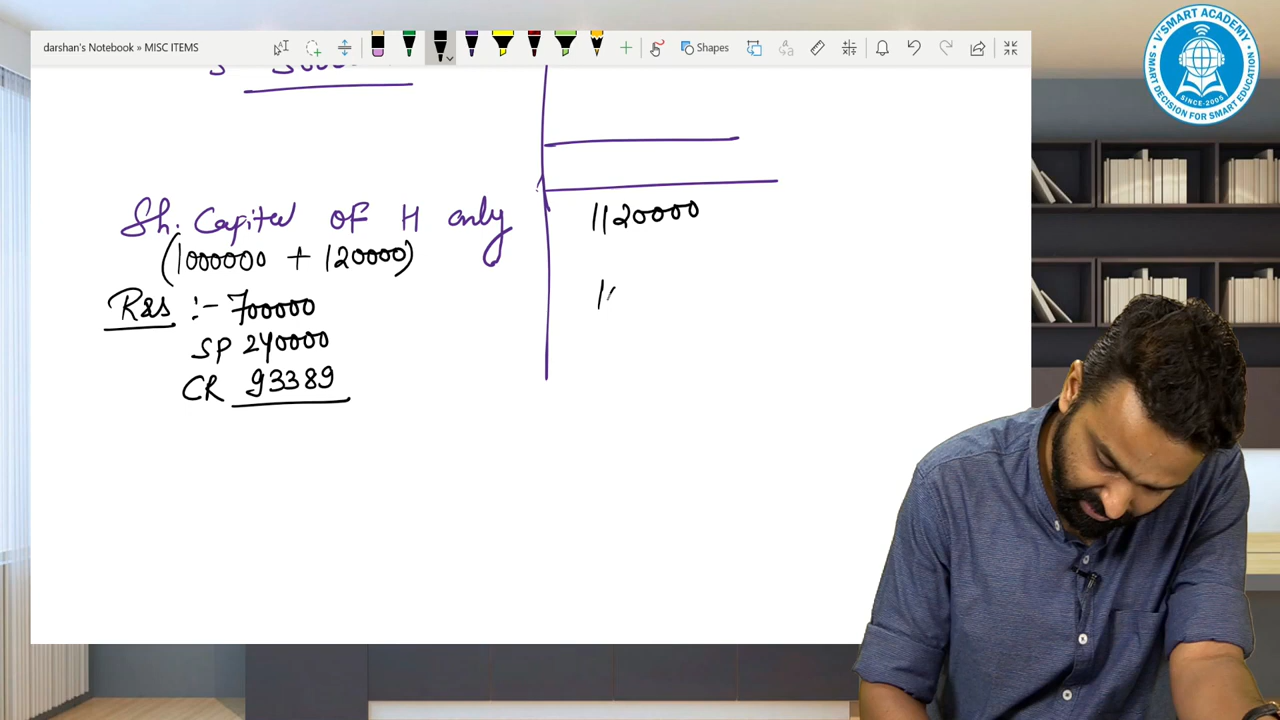 darshan's Notebook » MISC ITEMS
Shapes
V'SMART ACADEMY
SINCE-2005
SMART DECISION FOR SMART EDUCATION
Sh. Capital of H only 1120000
(1000000 + 120000)
R&S :- 700000
SP 240000
CR 93389